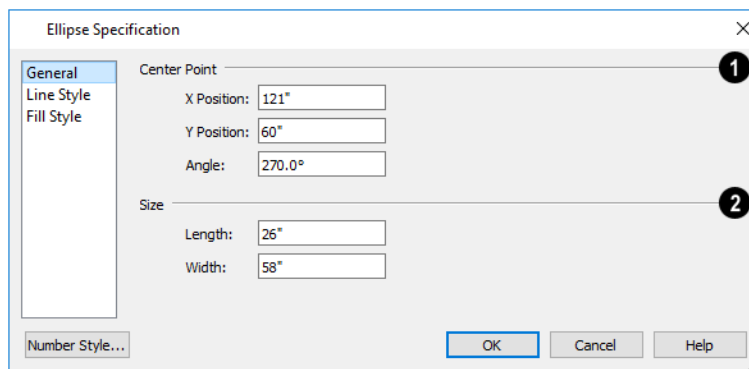 Ellipse Specification
General
Line Style
Fill Style
Center Point
1
X Position: 121"
Y Position: 60"
Angle: 270.0°
Size
2
Length: 26"
Width: 58"
Number Style...
OK
Cancel
Help